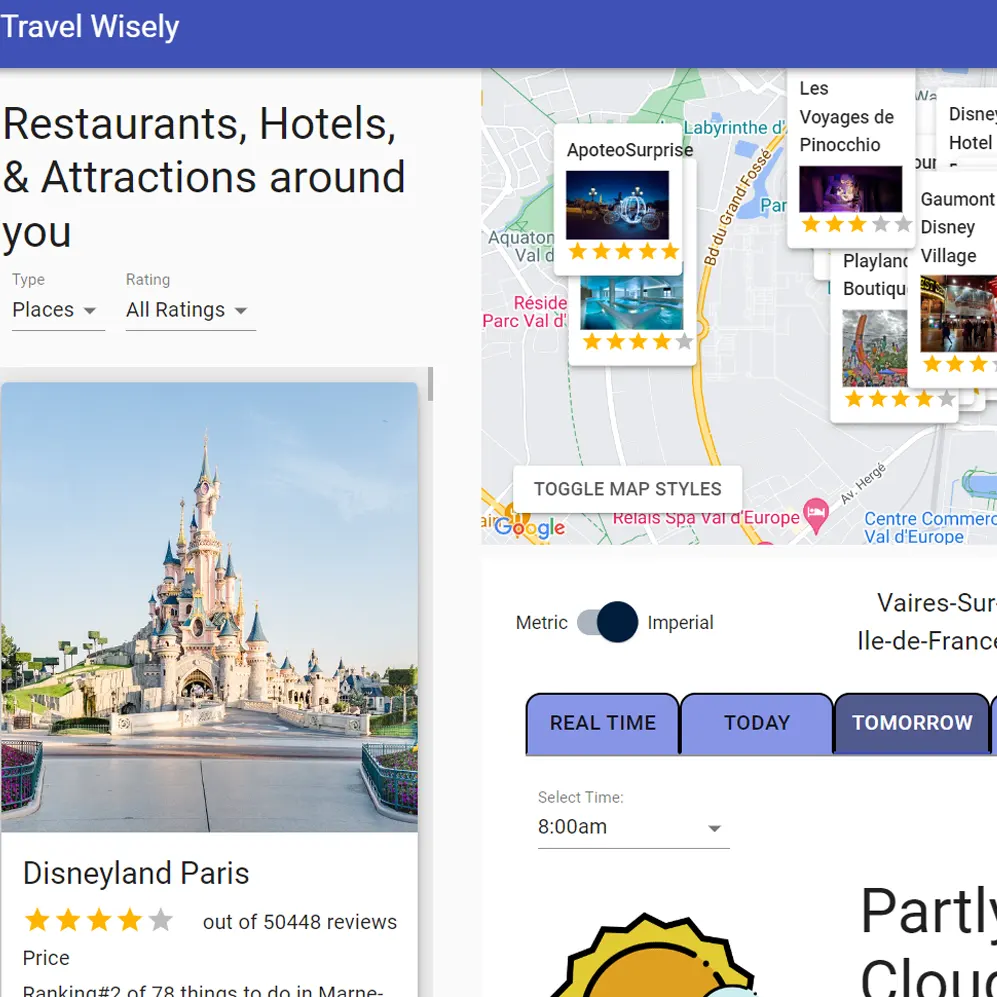 Travel Wisely
Restaurants, Hotels,
& Attractions around
you
Type
Places
Rating
All Ratings
Disneyland Paris
out of 50448 reviews
Price
Ranking#2 of 78 things to do in Marne-
Labyrinthe d'
ApoteoSurprise
Aquaton
Val d
Réside
Parc Val d'
Bd du Grand Fossé
Par
Les
Voyages de
Pinocchio
Disney
Hotel
our
Gaumont
Disney
Village
Playland
Boutiqu
TOGGLE MAP STYLES
Google
Relais Spa Val d'Europe
Av. Hergé
Centre Commerc
Val d'Europe
Metric
Imperial
Vaires-Sur-
Ile-de-France
REAL TIME
TODAY
TOMORROW
Select Time:
8:00am
Partly
Cloud